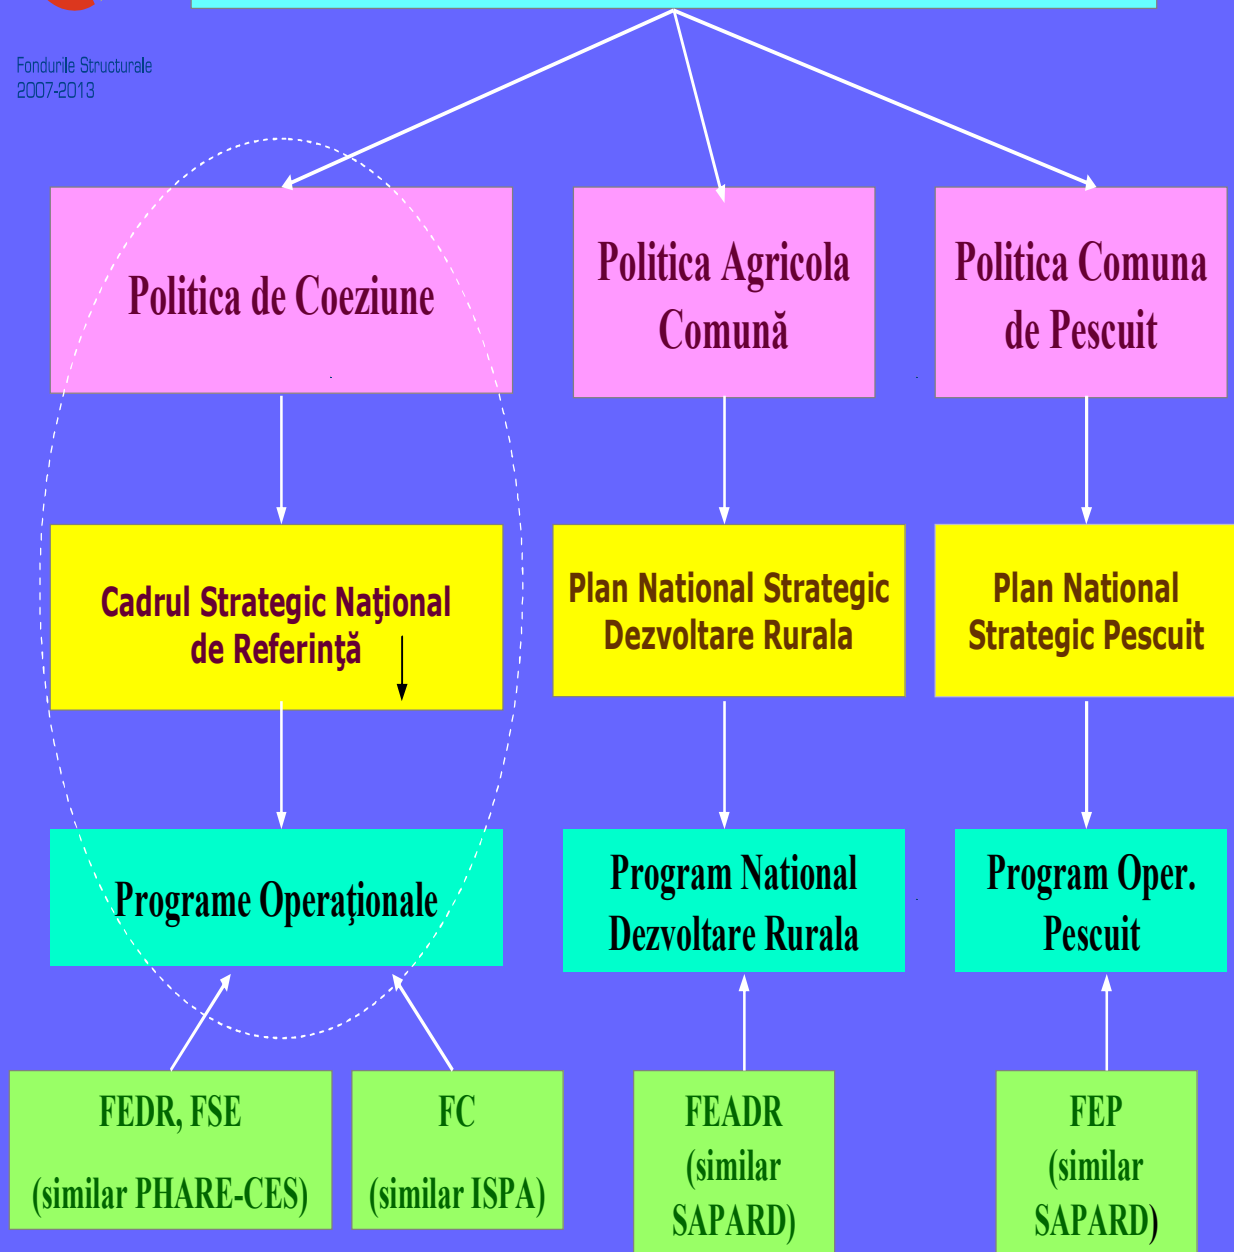 Fondurile Structurale
2007-2013
Politica de Coeziune
Politica Agricola
Comună
Politica Comuna
de Pescuit
Cadrul Strategic Naţional
de Referinţă
Plan National Strategic
Dezvoltare Rurala
Plan National
Strategic Pescuit
Programe Operaţionale
Program National
Dezvoltare Rurala
Program Oper.
Pescuit
FEDR, FSE
(similar PHARE-CES)
FC
(similar ISPA)
FEADR
(similar
SAPARD)
FEP
(similar
SAPARD)